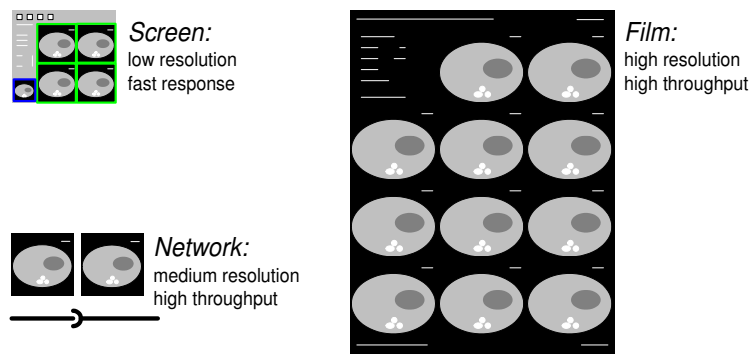 Screen:
low resolution
fast response
Film:
high resolution
high throughput
Network:
medium resolution
high throughput